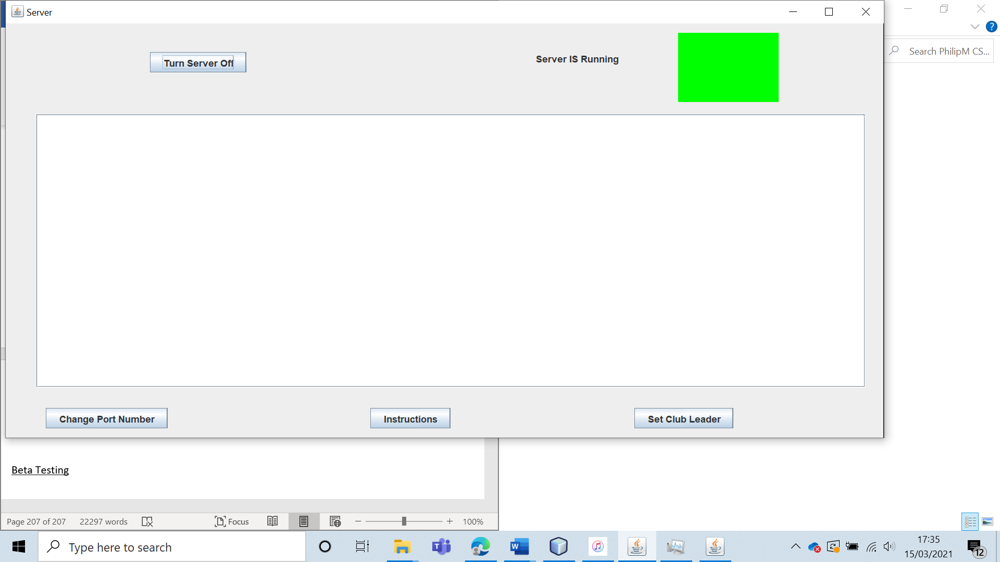 Server
Search PhilipM CS...
Turn Server Off
Server IS Running
Change Port Number
Instructions
Set Club Leader
Beta Testing
Page 207 of 207
22297 words
Focus
100%
Type here to search
17:35
15/03/2021
12